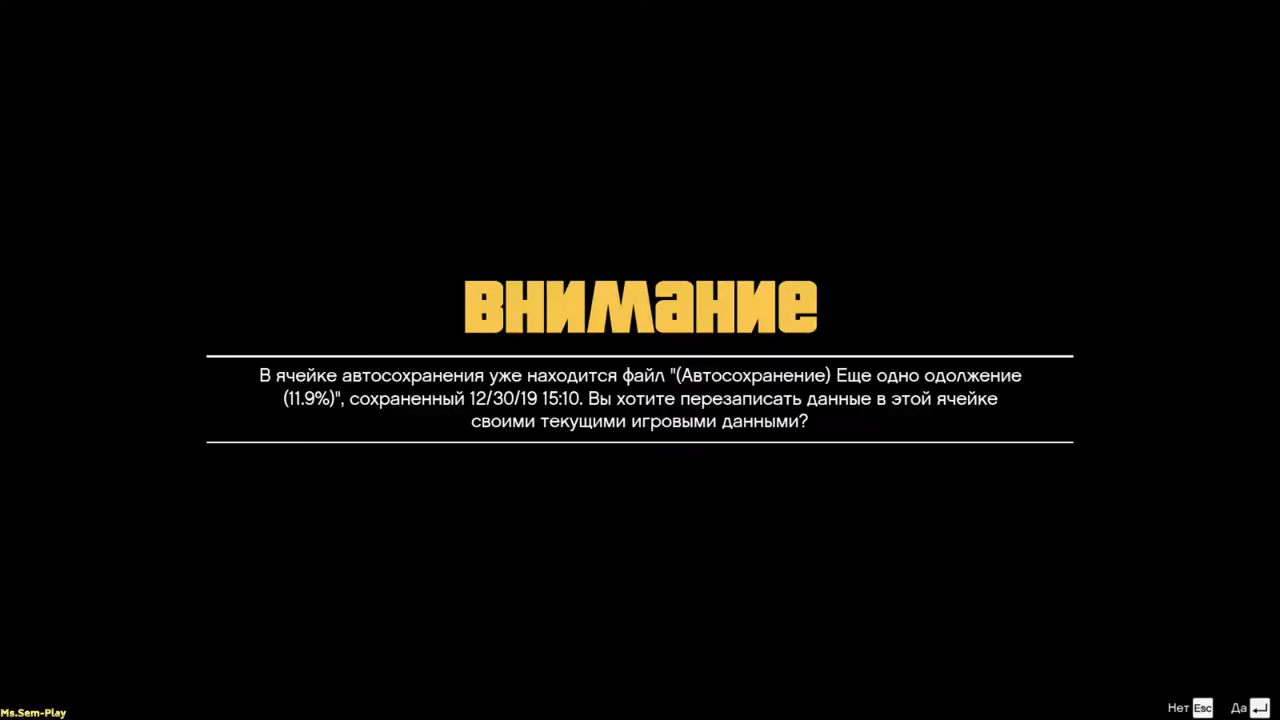 внимание
В ячейке автосохранения уже находится файл "(Автосохранение) Еще одно одолжение
(11.9%)", сохраненный 12/30/19 15:10. Вы хотите перезаписать данные в этой ячейке
своими текущими игровыми данными?
Нет Esc Да
Ms.Sem-Play